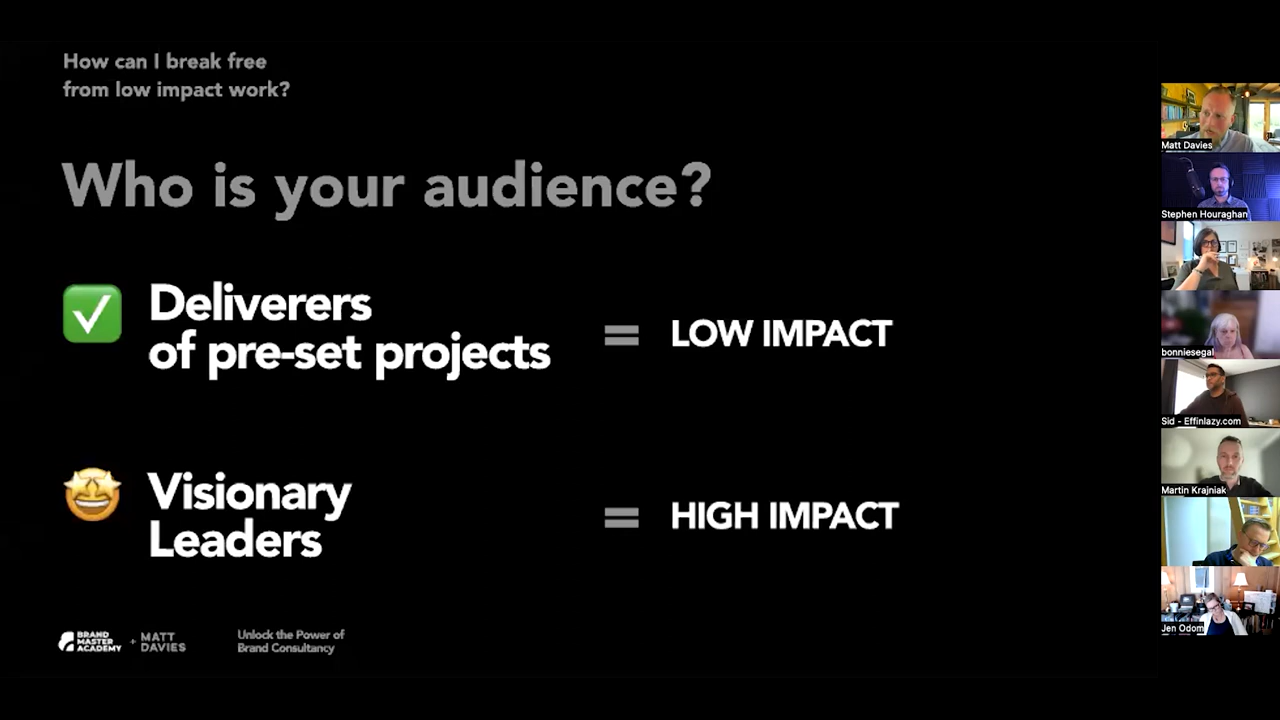 How can I break free
from low impact work?
Who is your audience?
Deliverers
of pre-set projects
= LOW IMPACT
Visionary
Leaders
= HIGH IMPACT
BRAND
MASTER
ACADEMY
+ MATT
DAVIES
Unlock the Power of
Brand Consultancy
Matt Davies
Stephen Houraghan
bonniesegal
Sid - Effinlazy.com
Martin Krajniak
Jen Odom